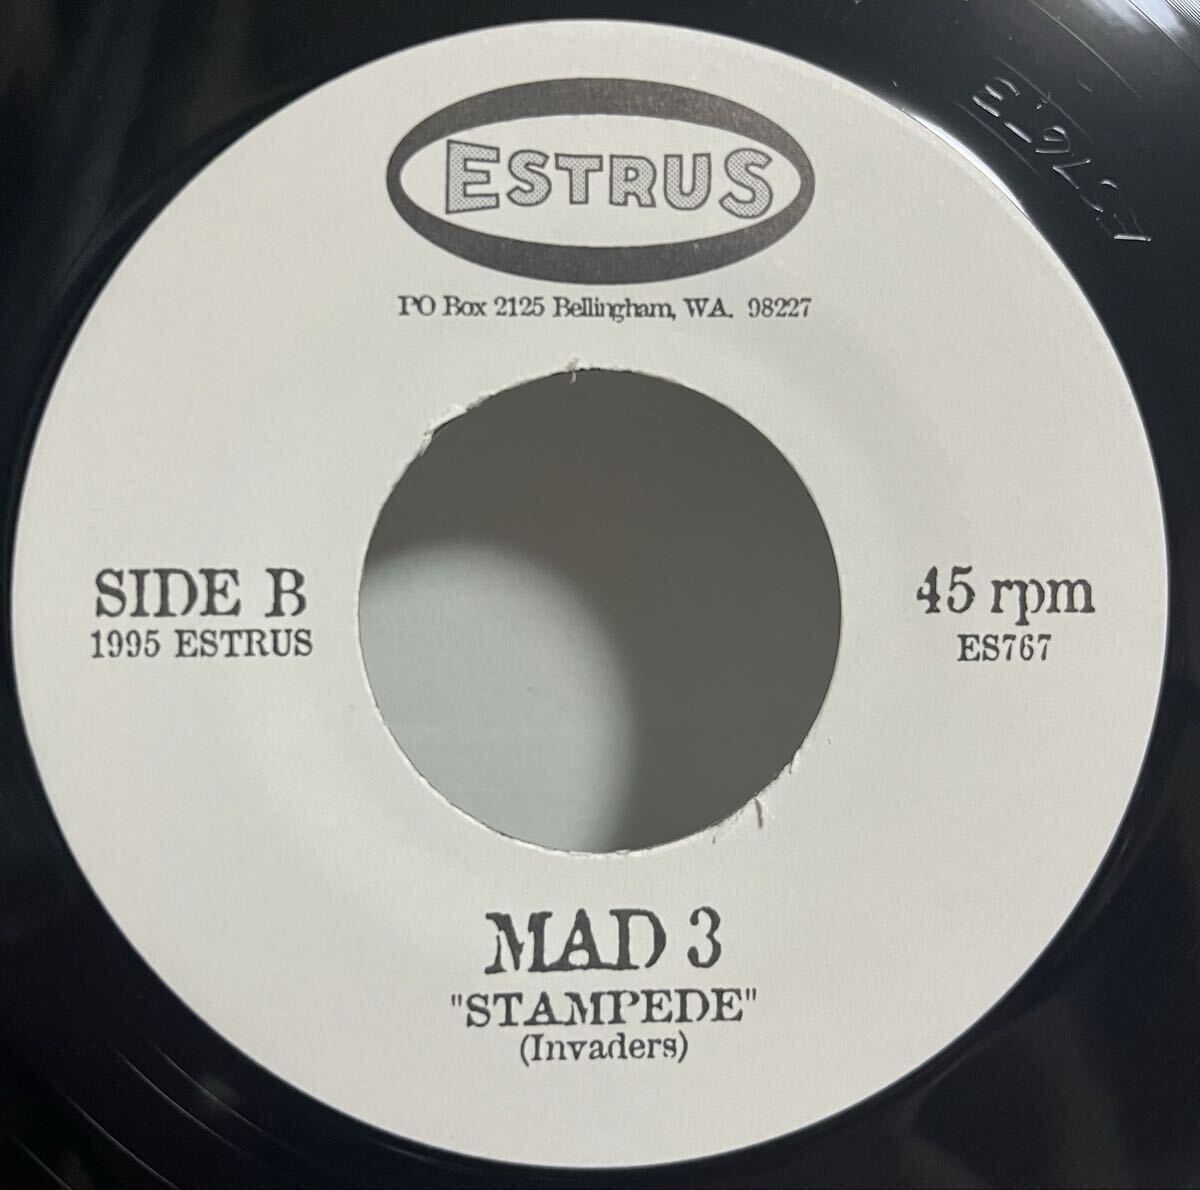 ESTRUS
PO Box 2125 Bellingham, WA. 98227
SIDE B
1995 ESTRUS
45 rpm
ES767
MAD 3
"STAMPEDE"
(Invaders)